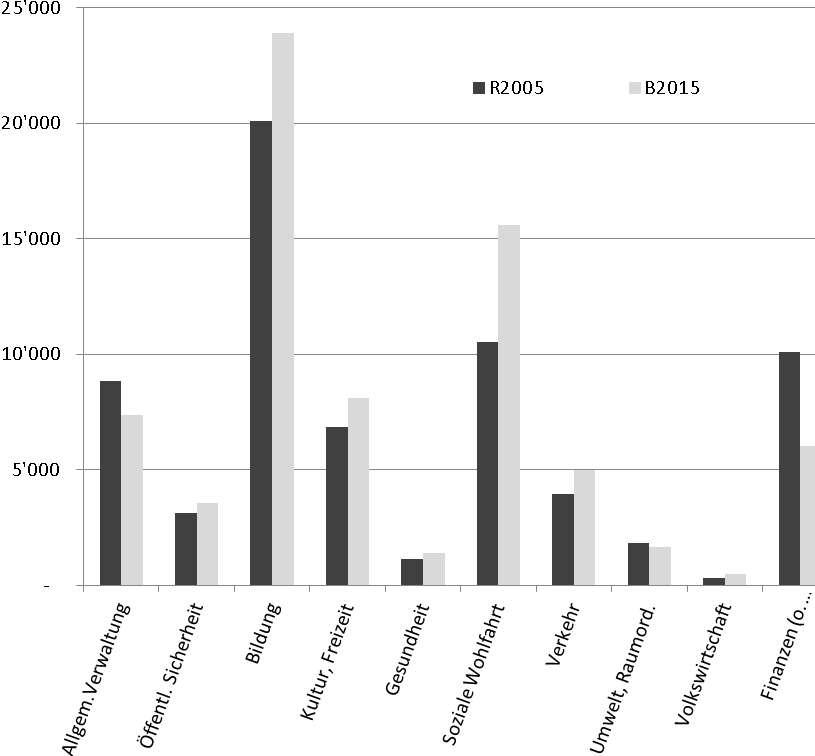 25'000
20'000
15'000
10'000
5'000
-
R2005
B2015
Allgem. Verwaltung
Öffentl. Sicherheit
Bildung
Kultur, Freizeit
Gesundheit
Soziale Wohlfahrt
Verkehr
Umwelt, Raumord.
Volkswirtschaft
Finanzen (o. ...